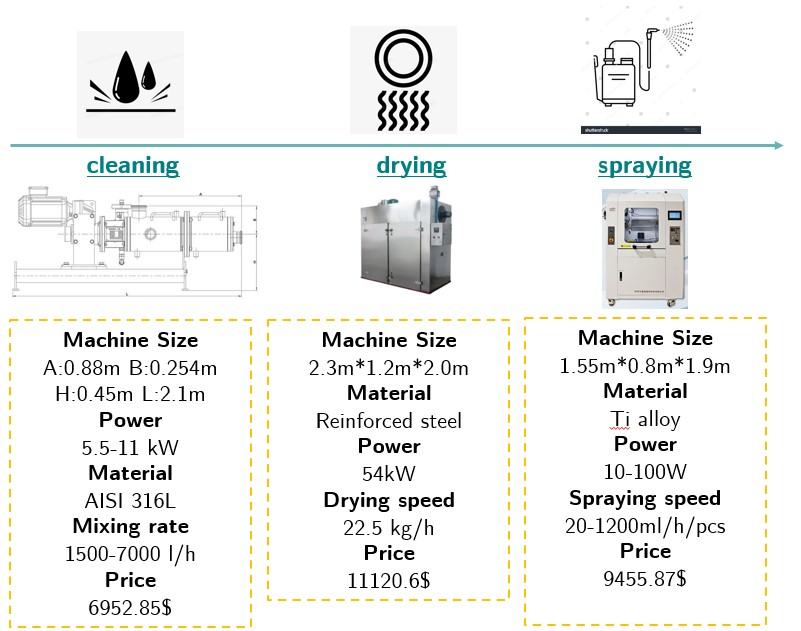 shutterstock
cleaning
drying
spraying
A
B
H
L
Machine Size
A:0.88m B:0.254m
H:0.45m L:2.1m
Power
5.5-11 kW
Material
AISI 316L
Mixing rate
1500-7000 l/h
Price
6952.85$
Machine Size
2.3m*1.2m*2.0m
Material
Reinforced steel
Power
54kW
Drying speed
22.5 kg/h
Price
11120.6$
Machine Size
1.55m*0.8m*1.9m
Material
Ti alloy
Power
10-100W
Spraying speed
20-1200ml/h/pcs
Price
9455.87$